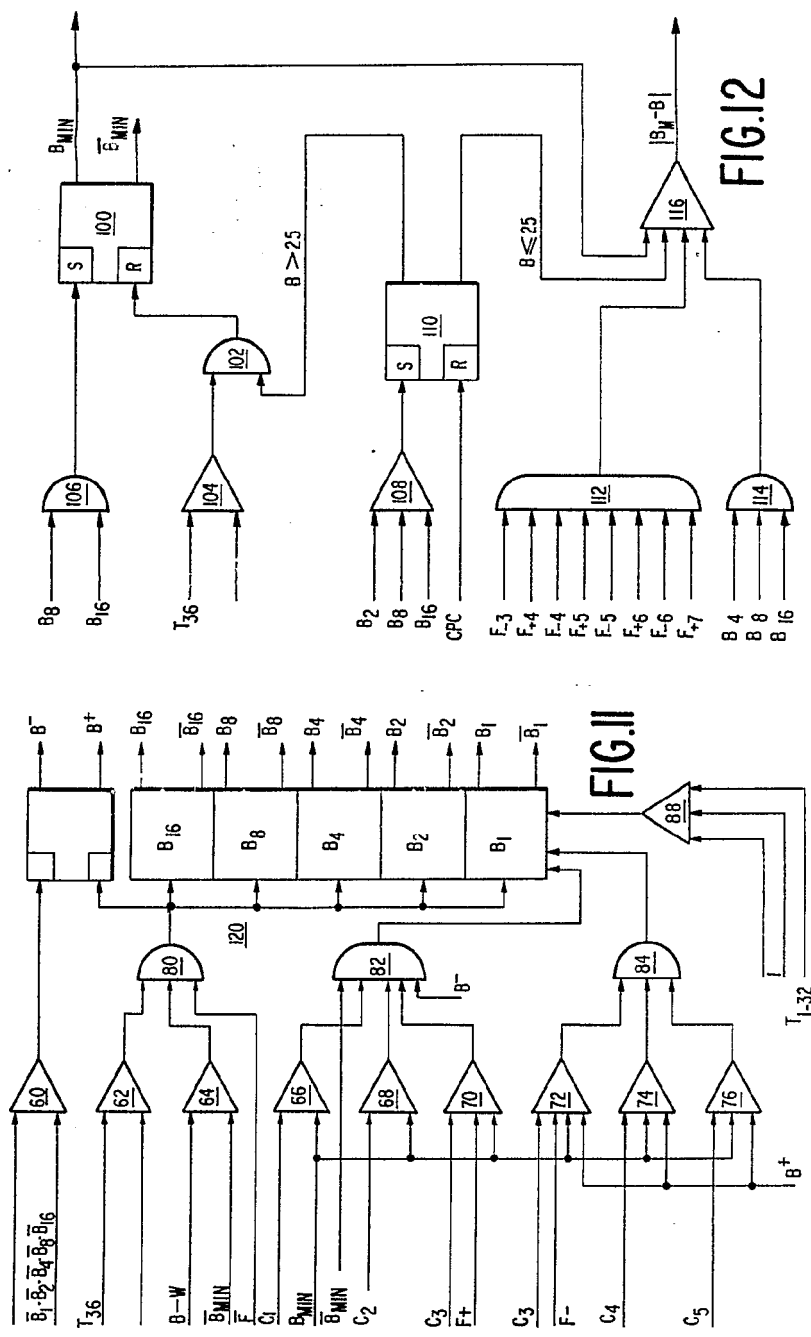 B̅₁·B̅₂·B̅₄·B̅₈·B̅₁₆
T₃₆
B-W
B̅MIN
F̅
C₁
BMIN
B̅MIN
C₂
C₃
F+
C₃
F-
C₄
C₅
60
62
64
66
68
70
72
74
76
80
82
84
B⁻
B⁺
120
B₁₆
B₈
B₄
B₂
B₁
88
1
T₁₋₃₂
B⁻
B⁺
B₁₆
B̅₁₆
B₈
B̅₈
B₄
B̅₄
B₂
B̅₂
B₁
B̅₁
FIG.11
B₈
B₁₆
106
T₃₆
104
102
S
R
100
BMIN
B̅MIN
B>25
B₂
B₈
B₁₆
CPC
108
S
R
110
B≤25
F-3
F+4
F-4
F+5
F-5
F+6
F-6
F+7
112
B 4
B 8
B 16
114
116
|BM-B|
FIG.12